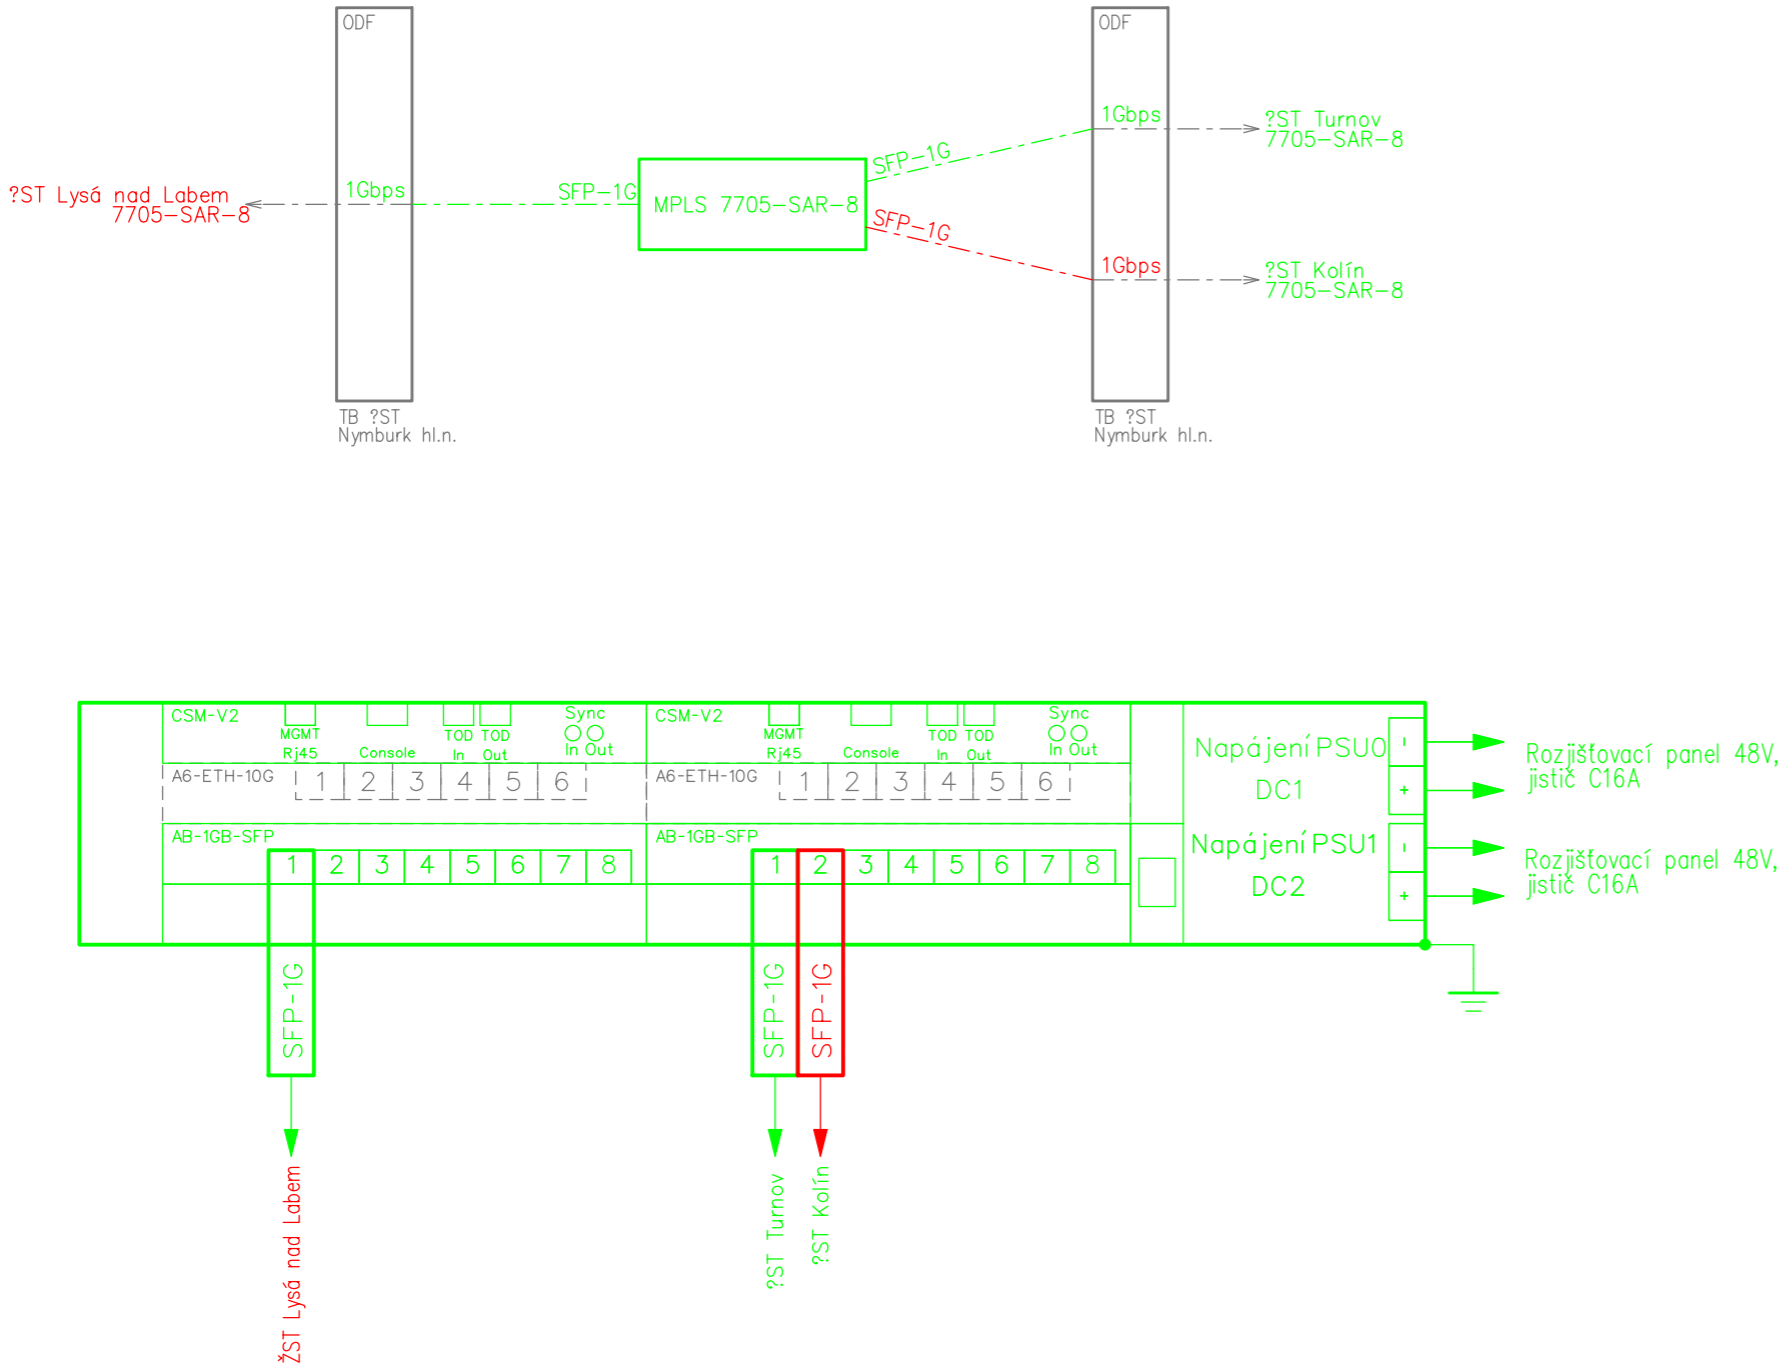 ODF
ODF
1Gbps
?ST Turnov
7705-SAR-8
SFP-1G
?ST Lysá nad Labem
7705-SAR-8
1Gbps
SFP-1G
MPLS 7705-SAR-8
SFP-1G
1Gbps
?ST Kolín
7705-SAR-8
TB ?ST
Nymburk hl.n.
TB ?ST
Nymburk hl.n.
CSM-V2
MGMT
Rj45
Console
TOD
In
TOD
Out
Sync
In Out
CSM-V2
MGMT
Rj45
Console
TOD
In
TOD
Out
Sync
In Out
A6-ETH-10G
1 2 3 4 5 6
A6-ETH-10G
1 2 3 4 5 6
Napájení PSU0
DC1
-
+
Rozjišťovací panel 48V,
jistič C16A
AB-1GB-SFP
1 2 3 4 5 6 7 8
AB-1GB-SFP
1 2 3 4 5 6 7 8
Napájení PSU1
DC2
-
+
Rozjišťovací panel 48V,
jistič C16A
SFP-1G
SFP-1G
SFP-1G
ŽST Lysá nad Labem
?ST Turnov
?ST Kolín